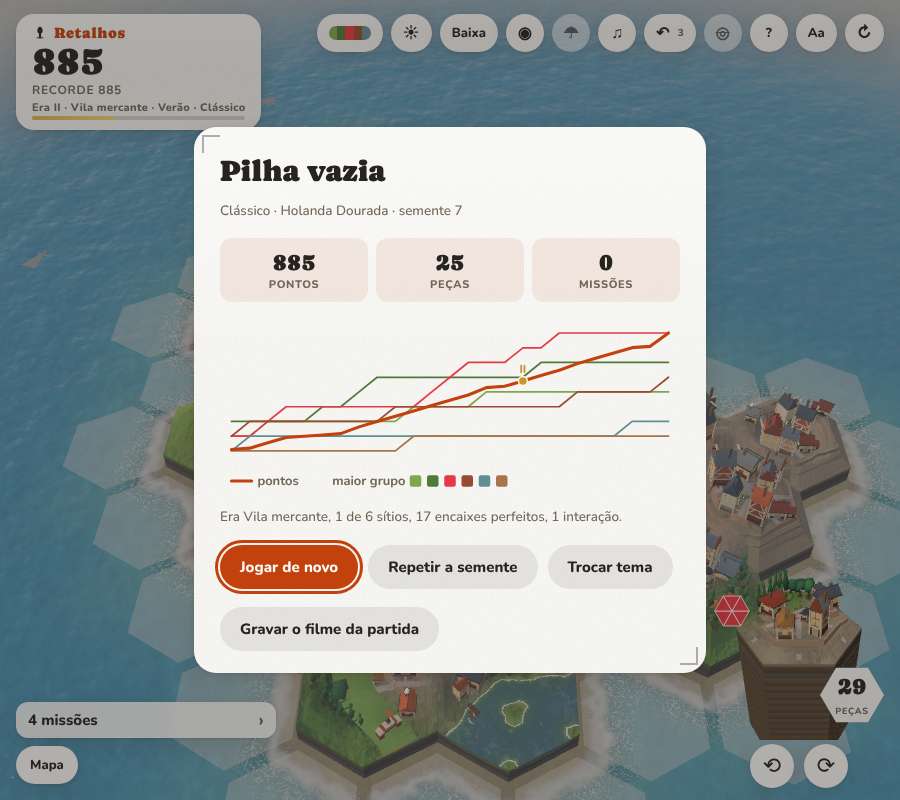 Retalhos
885
RECORDE 885
Era II · Vila mercante · Verão · Clássico
Baixa
3
?
Aa
Pilha vazia
Clássico · Holanda Dourada · semente 7
885
PONTOS
25
PEÇAS
0
MISSÕES
II
pontos
maior grupo
Era Vila mercante, 1 de 6 sítios, 17 encaixes perfeitos, 1 interação.
Jogar de novo
Repetir a semente
Trocar tema
Gravar o filme da partida
29
PEÇAS
4 missões ›
Mapa